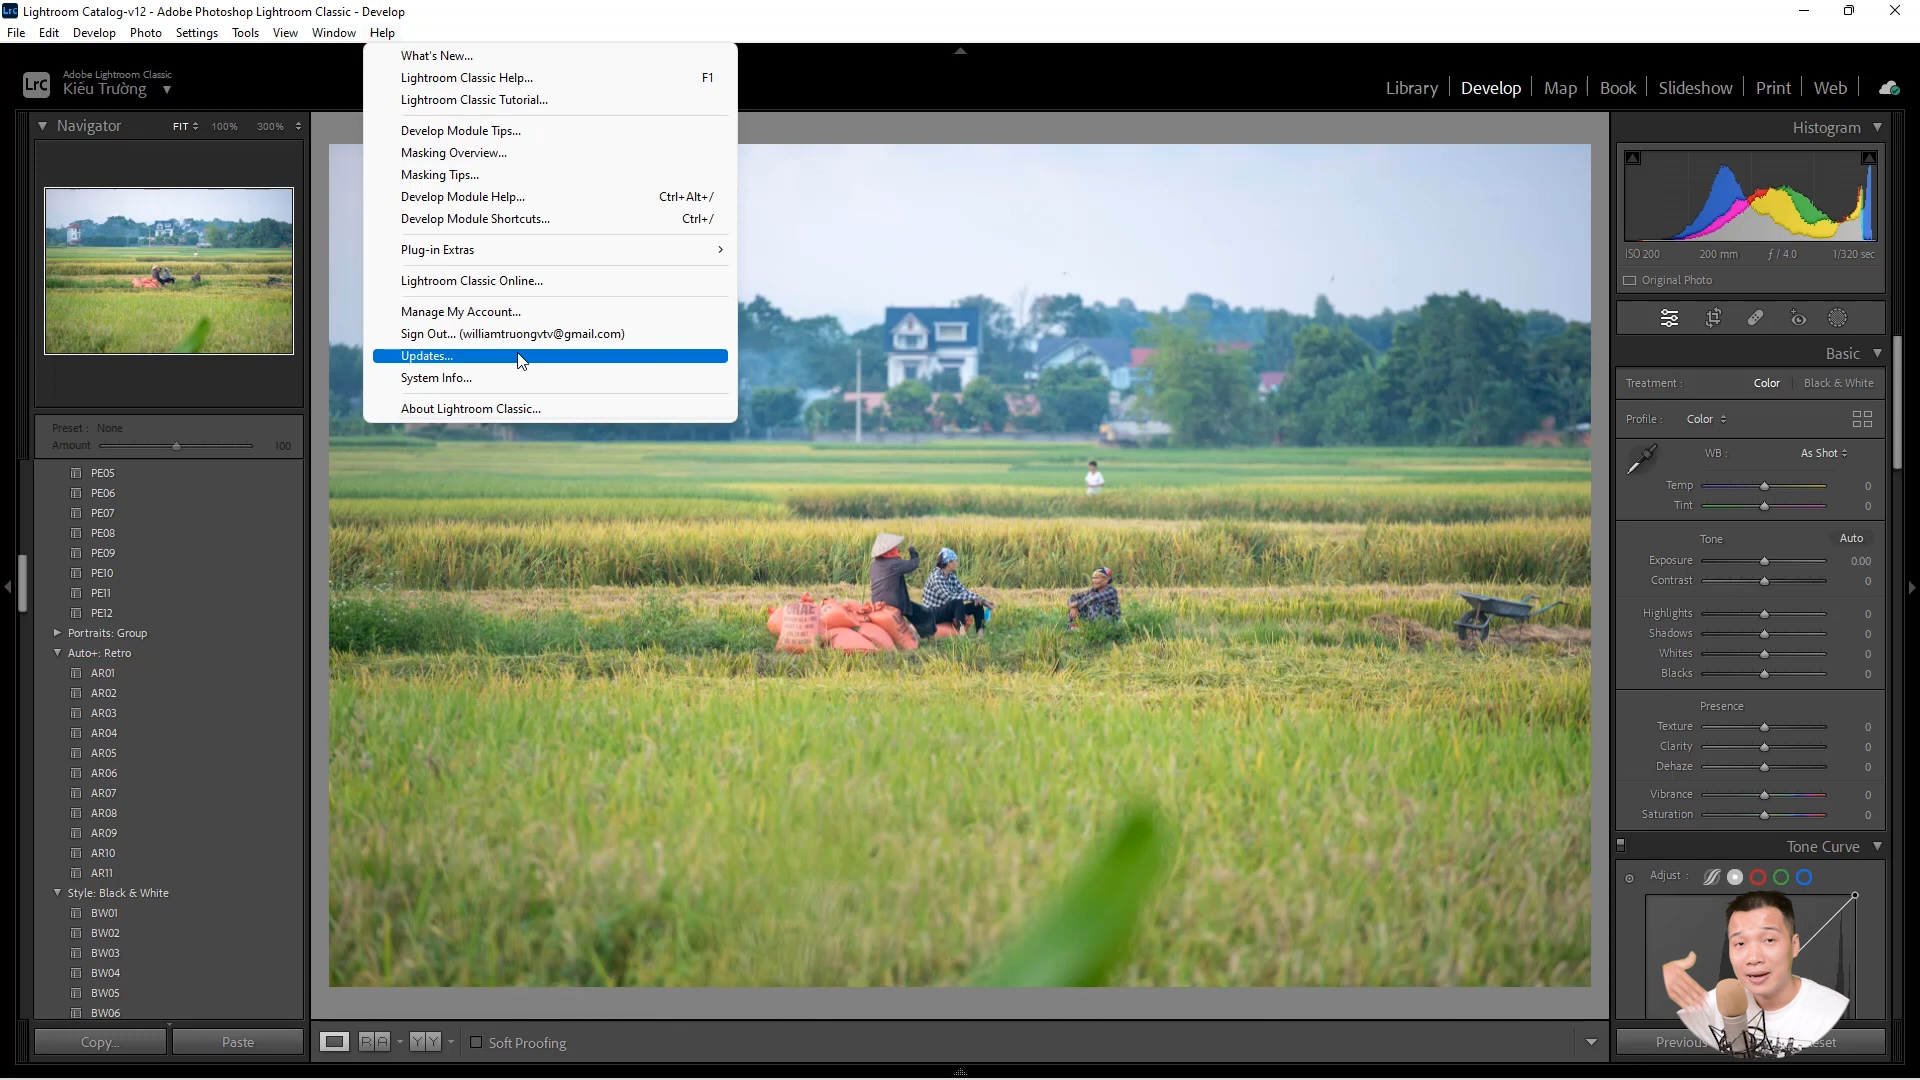 Lrc Lightroom Catalog-v12 - Adobe Photoshop Lightroom Classic - Develop
File Edit Develop Photo Settings Tools View Window Help
What's New...
Lightroom Classic Help... F1
Lightroom Classic Tutorial...
Develop Module Tips...
Masking Overview...
Masking Tips...
Develop Module Help... Ctrl+Alt+/
Develop Module Shortcuts... Ctrl+/
Plug-in Extras
Lightroom Classic Online...
Manage My Account...
Sign Out... (williamtruongvtv@gmail.com)
Updates...
System Info...
About Lightroom Classic...
LrC
Adobe Lightroom Classic
Kiều Trường
Library Develop Map Book Slideshow Print Web
Navigator FIT 100% 300%
Preset: None
Amount 100
PE05
PE06
PE07
PE08
PE09
PE10
PE11
PE12
Portraits: Group
Auto+: Retro
AR01
AR02
AR03
AR04
AR05
AR06
AR07
AR08
AR09
AR10
AR11
Style: Black & White
BW01
BW02
BW03
BW04
BW05
BW06
Copy... Paste
Soft Proofing
Histogram
ISO 200 200 mm f / 4.0 1/320 sec
Original Photo
Basic
Treatment: Color Black & White
Profile: Color
WB: As Shot
Temp 0
Tint 0
Tone Auto
Exposure 0.00
Contrast 0
Highlights 0
Shadows 0
Whites 0
Blacks 0
Presence
Texture 0
Clarity 0
Dehaze 0
Vibrance 0
Saturation 0
Tone Curve
Adjust: